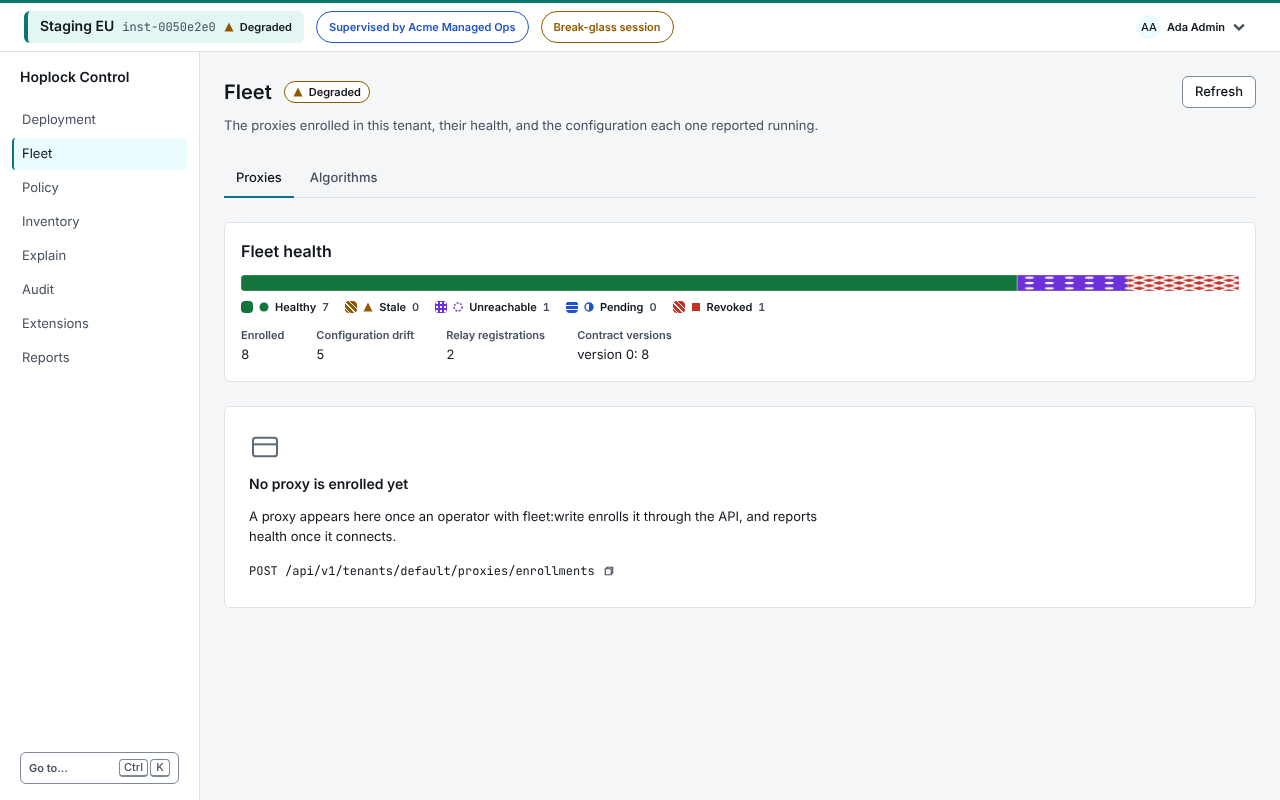 Staging EU inst-0050e2e0 Degraded Supervised by Acme Managed Ops Break-glass session AA Ada Admin
Hoplock Control
Deployment
Fleet
Policy
Inventory
Explain
Audit
Extensions
Reports
Go to... Ctrl K
Fleet Degraded Refresh
The proxies enrolled in this tenant, their health, and the configuration each one reported running.
Proxies Algorithms
Fleet health
Healthy 7 Stale 0 Unreachable 1 Pending 0 Revoked 1
Enrolled Configuration drift Relay registrations Contract versions
8 5 2 version 0: 8
No proxy is enrolled yet
A proxy appears here once an operator with fleet:write enrolls it through the API, and reports
health once it connects.
POST /api/v1/tenants/default/proxies/enrollments